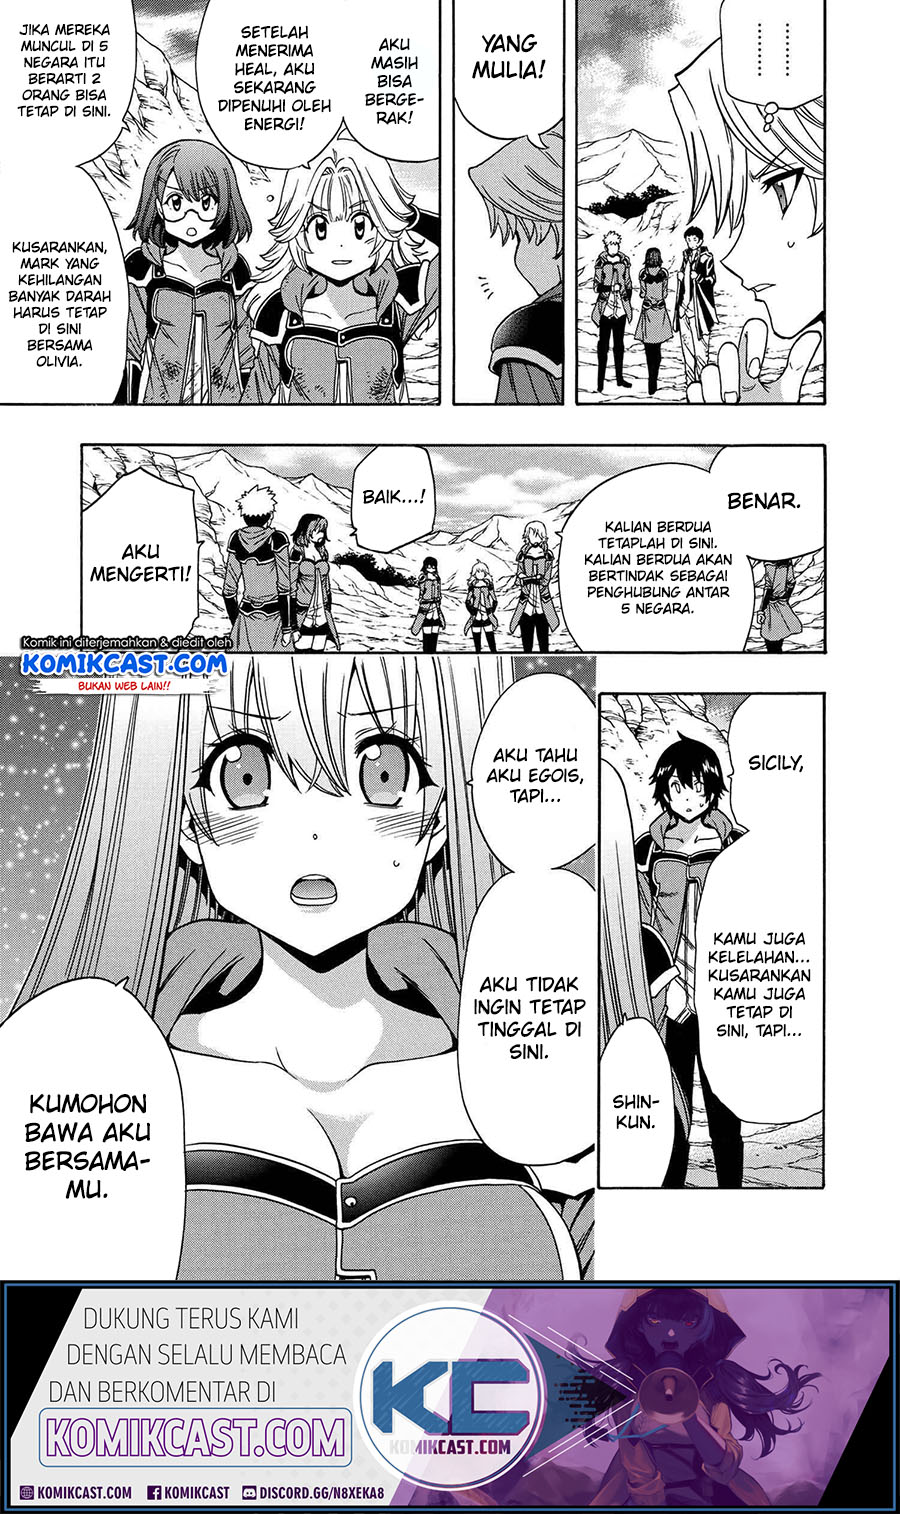 .........
YANG
MULIA!
AKU
MASIH
BISA
BERGE-
RAK!
SETELAH
MENERIMA
HEAL, AKU
SEKARANG
DIPENUHI OLEH
ENERGI!
JIKA MEREKA
MUNCUL DI 5
NEGARA ITU
BERARTI 2
ORANG BISA
TETAP DI SINI.
KUSARANKAN,
MARK YANG
KEHILANGAN
BANYAK DARAH
HARUS TETAP
DI SINI
BERSAMA
OLIVIA.
BENAR.
KALIAN BERDUA
TETAPLAH DI SINI.
KALIAN BERDUA AKAN
BERTINDAK SEBAGAI
PENGHUBUNG ANTAR
5 NEGARA.
BAIK...!
AKU
MENGERTI!
Komik ini diterjemahkan & diedit oleh
KOMIKCAST.COM
BUKAN WEB LAIN!!
SICILY,
KAMU JUGA
KELELAHAN...
KUSARANKAN
KAMU JUGA
TETAP DI
SINI, TAPI...
SHIN-
KUN.
AKU TAHU
AKU EGOIS,
TAPI...
AKU TIDAK
INGIN TETAP
TINGGAL DI
SINI.
KUMOHON
BAWA AKU
BERSAMA-
MU.
DUKUNG TERUS KAMI
DENGAN SELALU MEMBACA
DAN BERKOMENTAR DI
KOMIKCAST.COM
KC
KOMIKCAST.COM
KOMIKCAST.COM KOMIKCAST DISCORD.GG/N8XEKA8